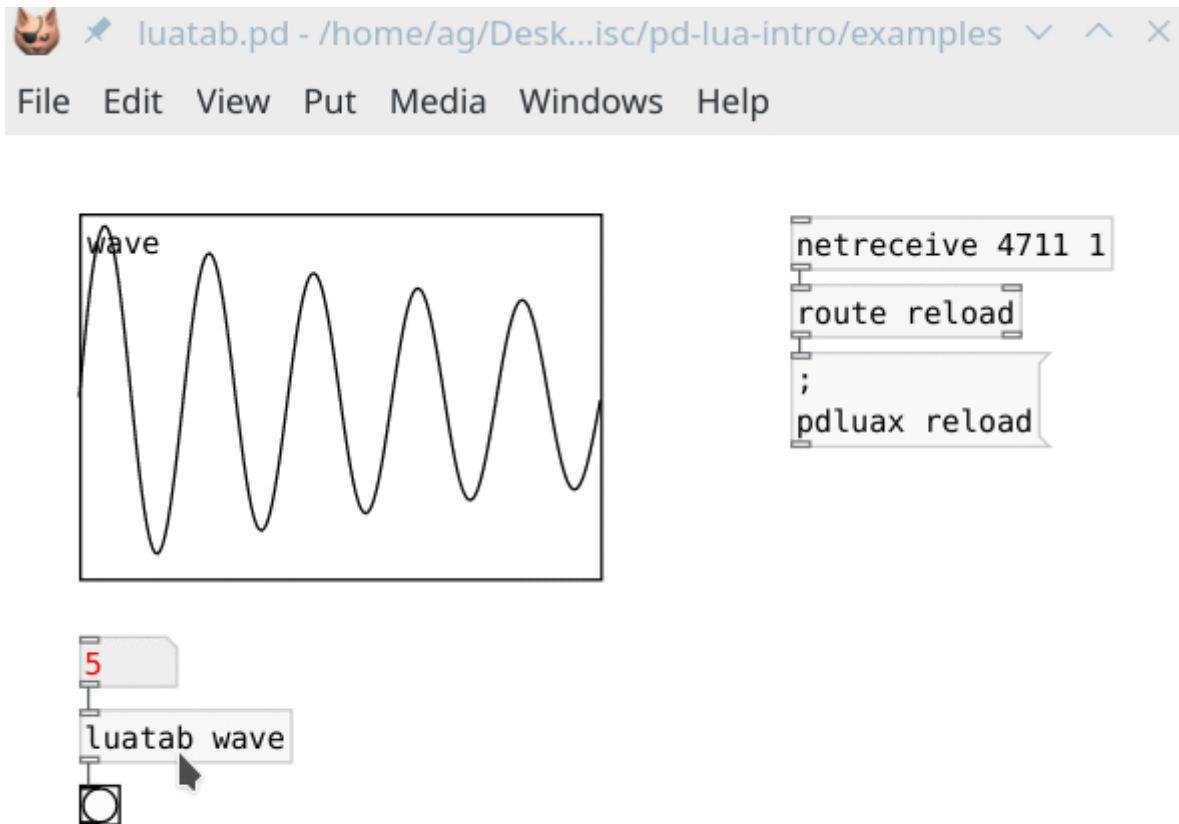 luatab.pd - /home/ag/Desk...isc/pd-lua-intro/examples
File Edit View Put Media Windows Help
wave
netreceive 4711 1
route reload
;
pdluax reload
5
luatab wave